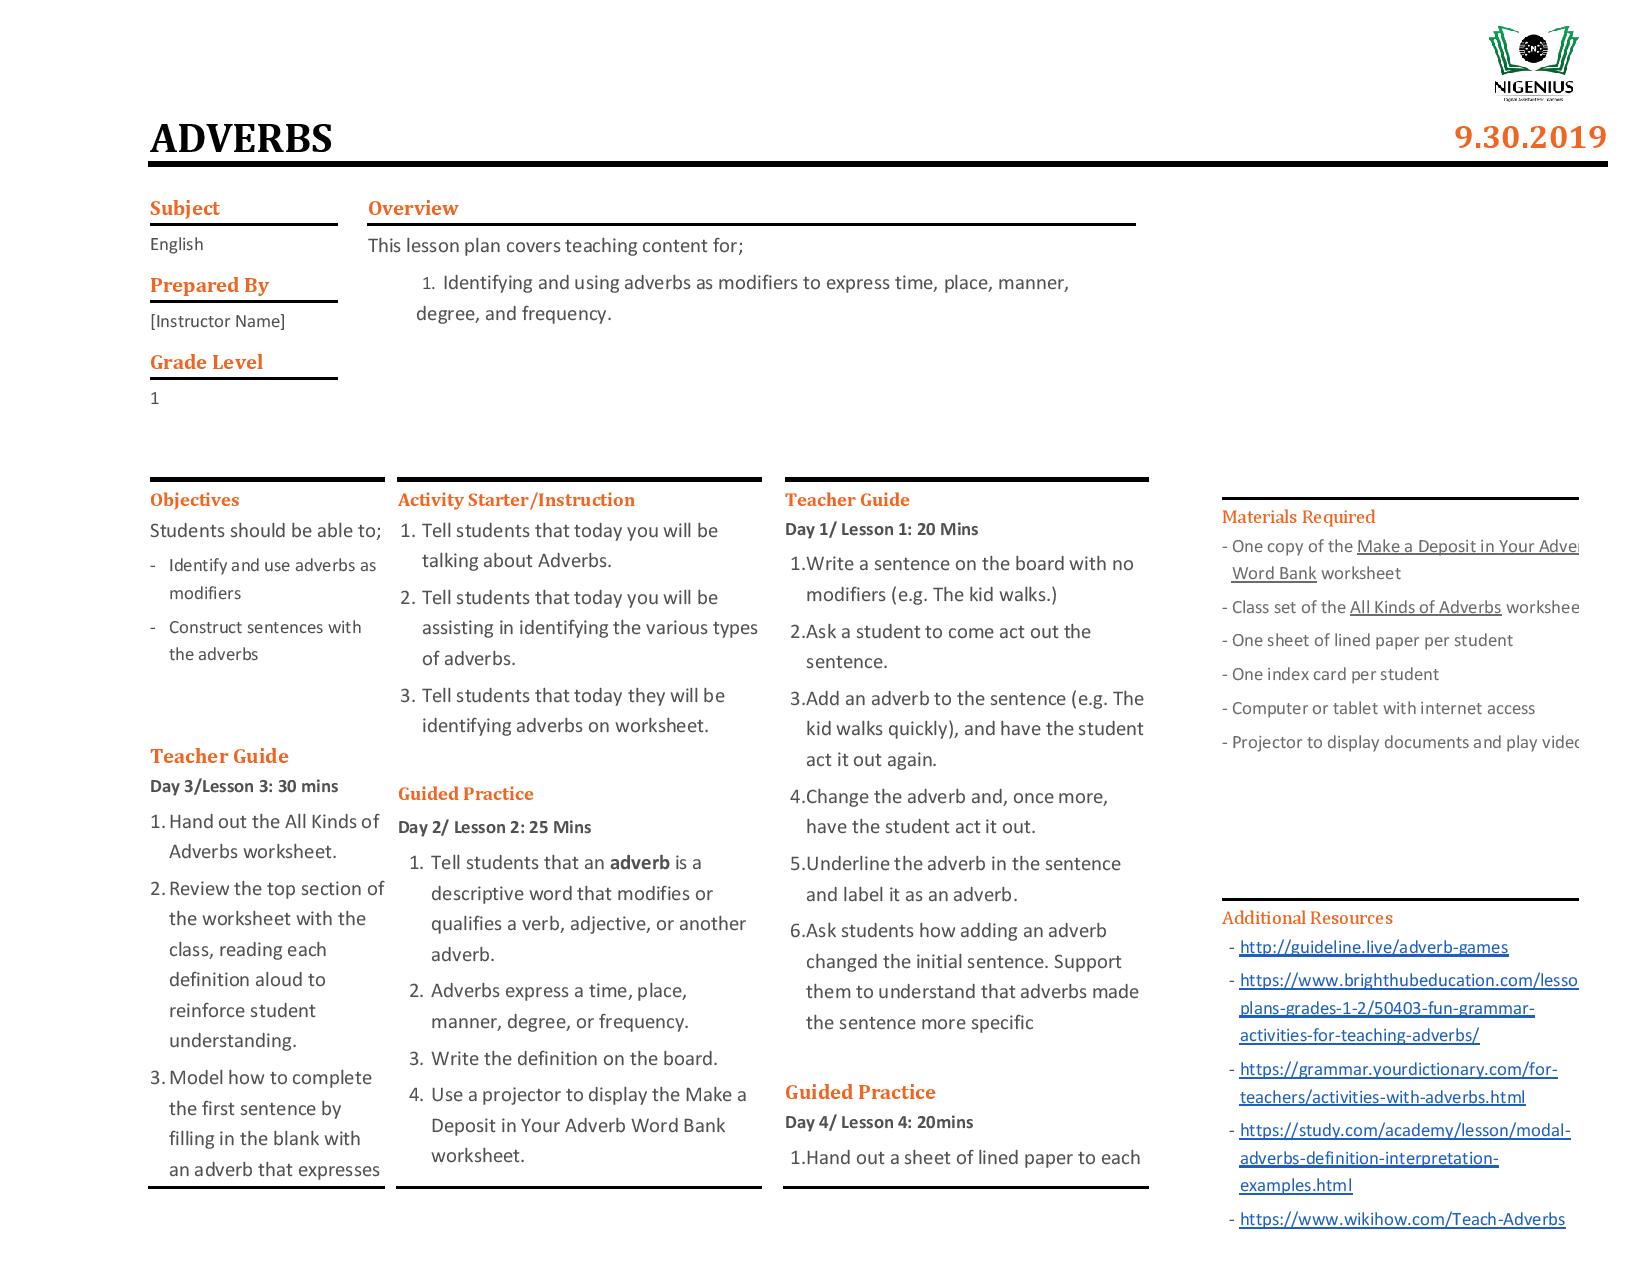 NIGENIUS
ADVERBS
9.30.2019
Subject
English
Prepared By
[Instructor Name]
Grade Level
1
Overview
This lesson plan covers teaching content for;
1. Identifying and using adverbs as modifiers to express time, place, manner,
degree, and frequency.
Objectives
Students should be able to;
- Identify and use adverbs as
modifiers
- Construct sentences with
the adverbs
Teacher Guide
Day 3/Lesson 3: 30 mins
1. Hand out the All Kinds of
Adverbs worksheet.
2. Review the top section of
the worksheet with the
class, reading each
definition aloud to
reinforce student
understanding.
3. Model how to complete
the first sentence by
filling in the blank with
an adverb that expresses
Activity Starter/Instruction
1. Tell students that today you will be
talking about Adverbs.
2. Tell students that today you will be
assisting in identifying the various types
of adverbs.
3. Tell students that today they will be
identifying adverbs on worksheet.
Guided Practice
Day 2/ Lesson 2: 25 Mins
1. Tell students that an adverb is a
descriptive word that modifies or
qualifies a verb, adjective, or another
adverb.
2. Adverbs express a time, place,
manner, degree, or frequency.
3. Write the definition on the board.
4. Use a projector to display the Make a
Deposit in Your Adverb Word Bank
worksheet.
Teacher Guide
Day 1/ Lesson 1: 20 Mins
1.Write a sentence on the board with no
modifiers (e.g. The kid walks.)
2.Ask a student to come act out the
sentence.
3.Add an adverb to the sentence (e.g. The
kid walks quickly), and have the student
act it out again.
4.Change the adverb and, once more,
have the student act it out.
5.Underline the adverb in the sentence
and label it as an adverb.
6.Ask students how adding an adverb
changed the initial sentence. Support
them to understand that adverbs made
the sentence more specific
Guided Practice
Day 4/ Lesson 4: 20mins
1.Hand out a sheet of lined paper to each
Materials Required
- One copy of the Make a Deposit in Your Adve
Word Bank worksheet
- Class set of the All Kinds of Adverbs workshee
- One sheet of lined paper per student
- One index card per student
- Computer or tablet with internet access
- Projector to display documents and play videc
Additional Resources
- http://guideline.live/adverb-games
- https://www.brighthubeducation.com/lesso
plans-grades-1-2/50403-fun-grammar-
activities-for-teaching-adverbs/
- https://grammar.yourdictionary.com/for-
teachers/activities-with-adverbs.html
- https://study.com/academy/lesson/modal-
adverbs-definition-interpretation-
examples.html
- https://www.wikihow.com/Teach-Adverbs